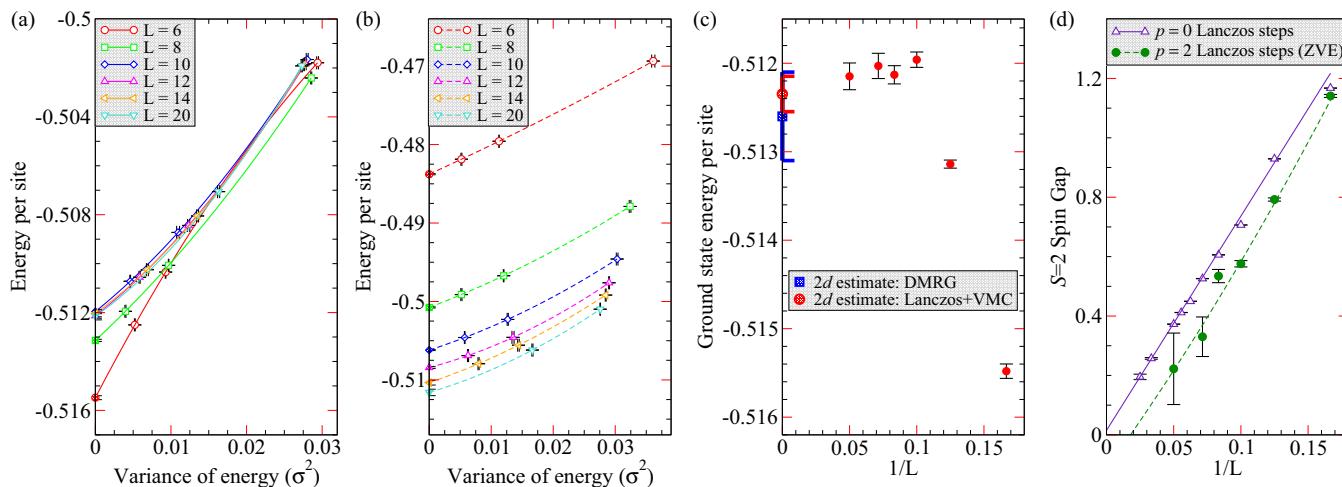 (a)
-0.5
-0.504
-0.508
-0.512
-0.516
Energy per site
L = 6
L = 8
L = 10
L = 12
L = 14
L = 20
0
0.01
0.02
0.03
Variance of energy (σ²)
(b)
-0.47
-0.48
-0.49
-0.5
-0.51
Energy per site
L = 6
L = 8
L = 10
L = 12
L = 14
L = 20
0
0.01
0.02
0.03
Variance of energy (σ²)
(c)
-0.512
-0.513
-0.514
-0.515
-0.516
Ground state energy per site
2d estimate: DMRG
2d estimate: Lanczos+VMC
0
0.05
0.1
0.15
1/L
(d)
p = 0 Lanczos steps
p = 2 Lanczos steps (ZVE)
1.2
0.8
0.4
0
S=2 Spin Gap
0
0.05
0.1
0.15
1/L